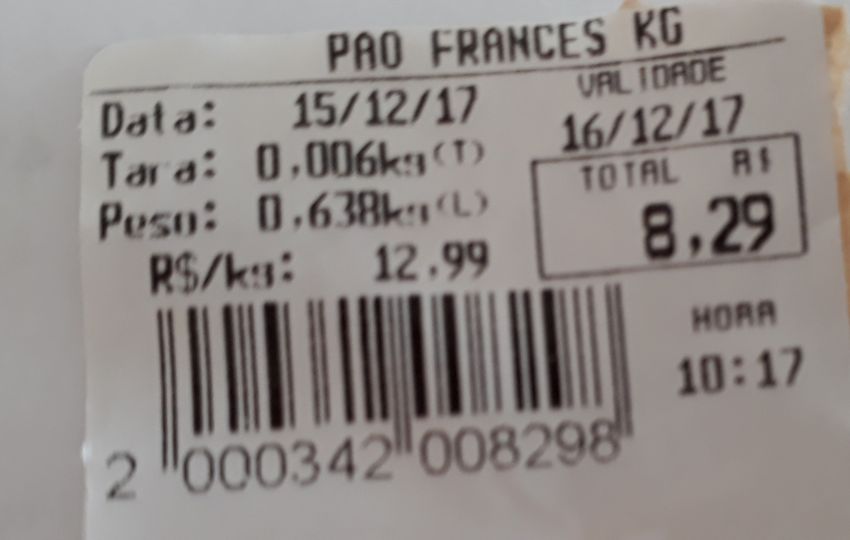 PAO FRANCES KG
VALIDADE
Data: 15/12/17
16/12/17
Tara: 0,006kg(T)
TOTAL R$
Peso: 0,638kg(L)
8,29
R$/kg: 12,99
HORA
10:17
2 000342 008298